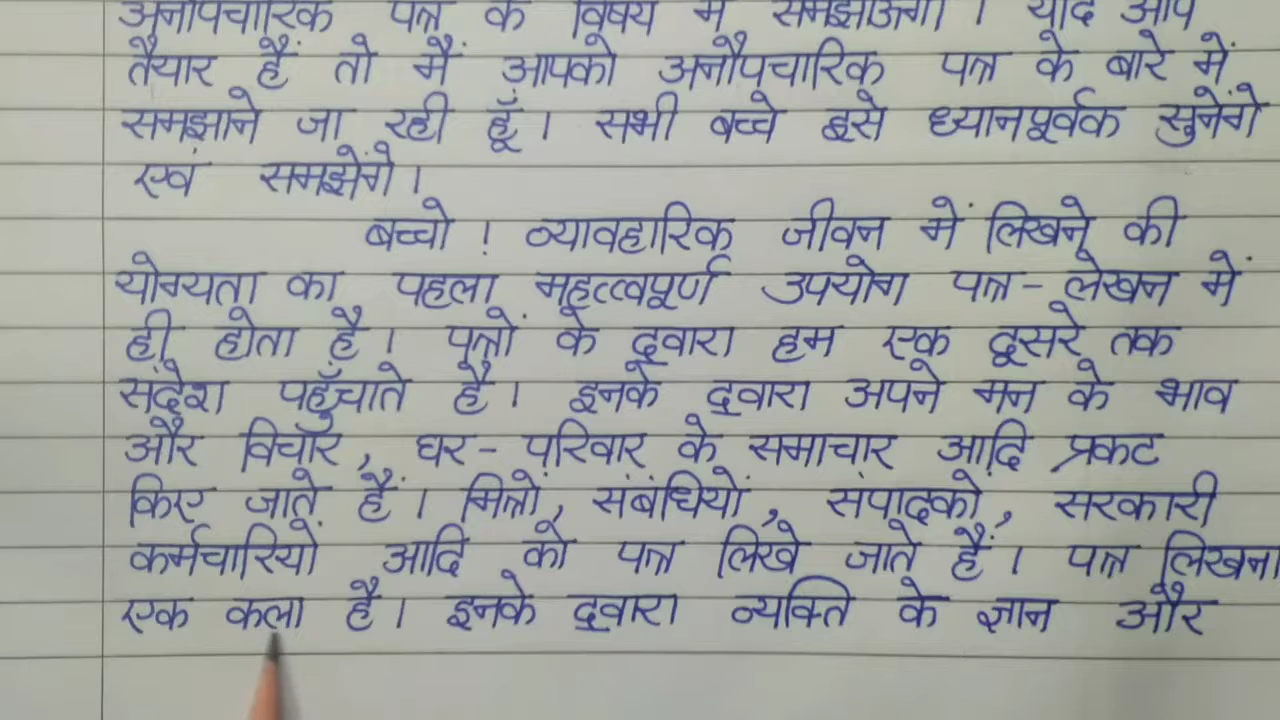 अनौपचारिक पत्र के विषय में समझाऊँगी । यदि आप
तैयार हैं तो मैं आपको अनौपचारिक पत्र के बारे में
समझाने जा रही हूँ । सभी बच्चे इसे ध्यानपूर्वक सुनेंगे
एवं समझेंगे ।
बच्चो ! व्यावहारिक जीवन में लिखने की
योग्यता का पहला महत्त्वपूर्ण उपयोग पत्र - लेखन में
ही होता है । पत्रों के द्वारा हम एक दूसरे तक
संदेश पहुँचाते है । इनके द्वारा अपने मन के भाव
और विचार , घर - परिवार के समाचार आदि प्रकट
किए जाते हैं । मित्रों , संबंधियों , संपादकों , सरकारी
कर्मचारियों आदि को पत्र लिखे जाते हैं । पत्र लिखना
एक कला है । इनके द्वारा व्यक्ति के ज्ञान और